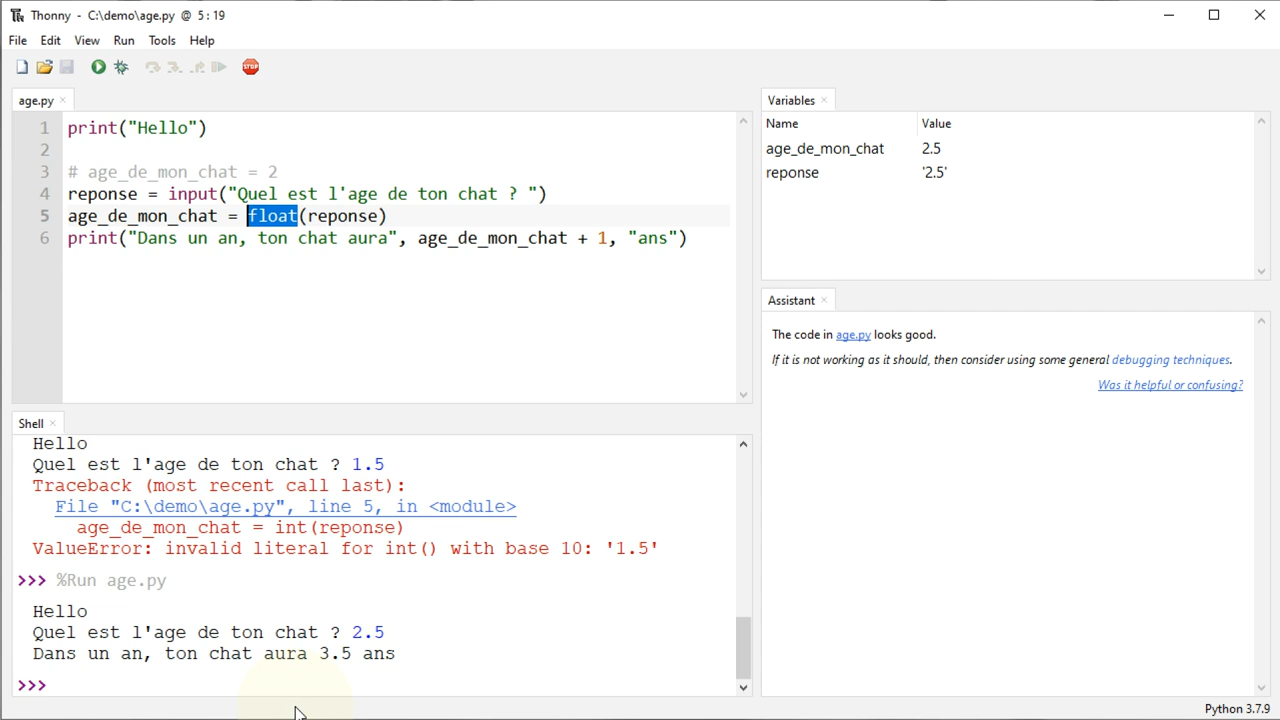 Thonny - C:\demo\age.py @ 5 : 19
File Edit View Run Tools Help
STOP
age.py
1 print("Hello")
2
3 # age_de_mon_chat = 2
4 reponse = input("Quel est l'age de ton chat ? ")
5 age_de_mon_chat = float(reponse)
6 print("Dans un an, ton chat aura", age_de_mon_chat + 1, "ans")
Variables
Name Value
age_de_mon_chat 2.5
reponse '2.5'
Assistant
The code in age.py looks good.
If it is not working as it should, then consider using some general debugging techniques.
Was it helpful or confusing?
Shell
Hello
Quel est l'age de ton chat ? 1.5
Traceback (most recent call last):
File "C:\demo\age.py", line 5, in <module>
age_de_mon_chat = int(reponse)
ValueError: invalid literal for int() with base 10: '1.5'
>>> %Run age.py
Hello
Quel est l'age de ton chat ? 2.5
Dans un an, ton chat aura 3.5 ans
>>>
Python 3.7.9